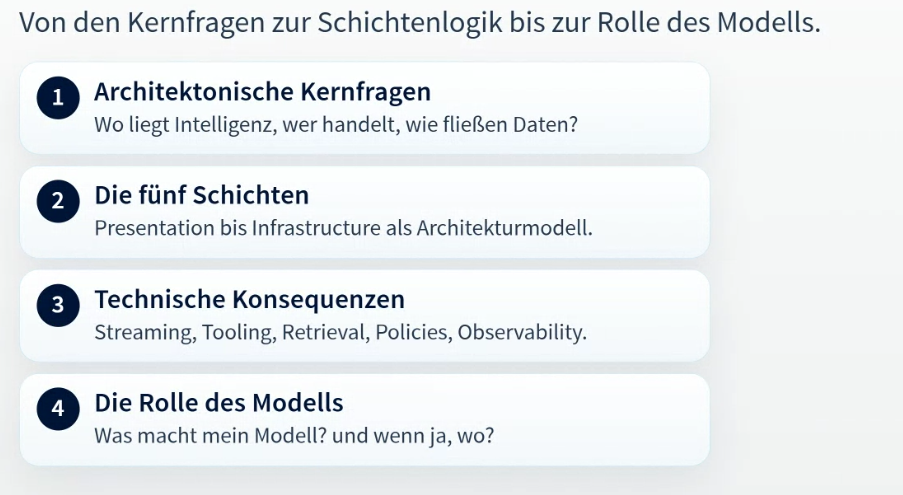 Von den Kernfragen zur Schichtenlogik bis zur Rolle des Modells.
1 Architektonische Kernfragen
Wo liegt Intelligenz, wer handelt, wie fließen Daten?
2 Die fünf Schichten
Presentation bis Infrastructure als Architekturmodell.
3 Technische Konsequenzen
Streaming, Tooling, Retrieval, Policies, Observability.
4 Die Rolle des Modells
Was macht mein Modell? und wenn ja, wo?